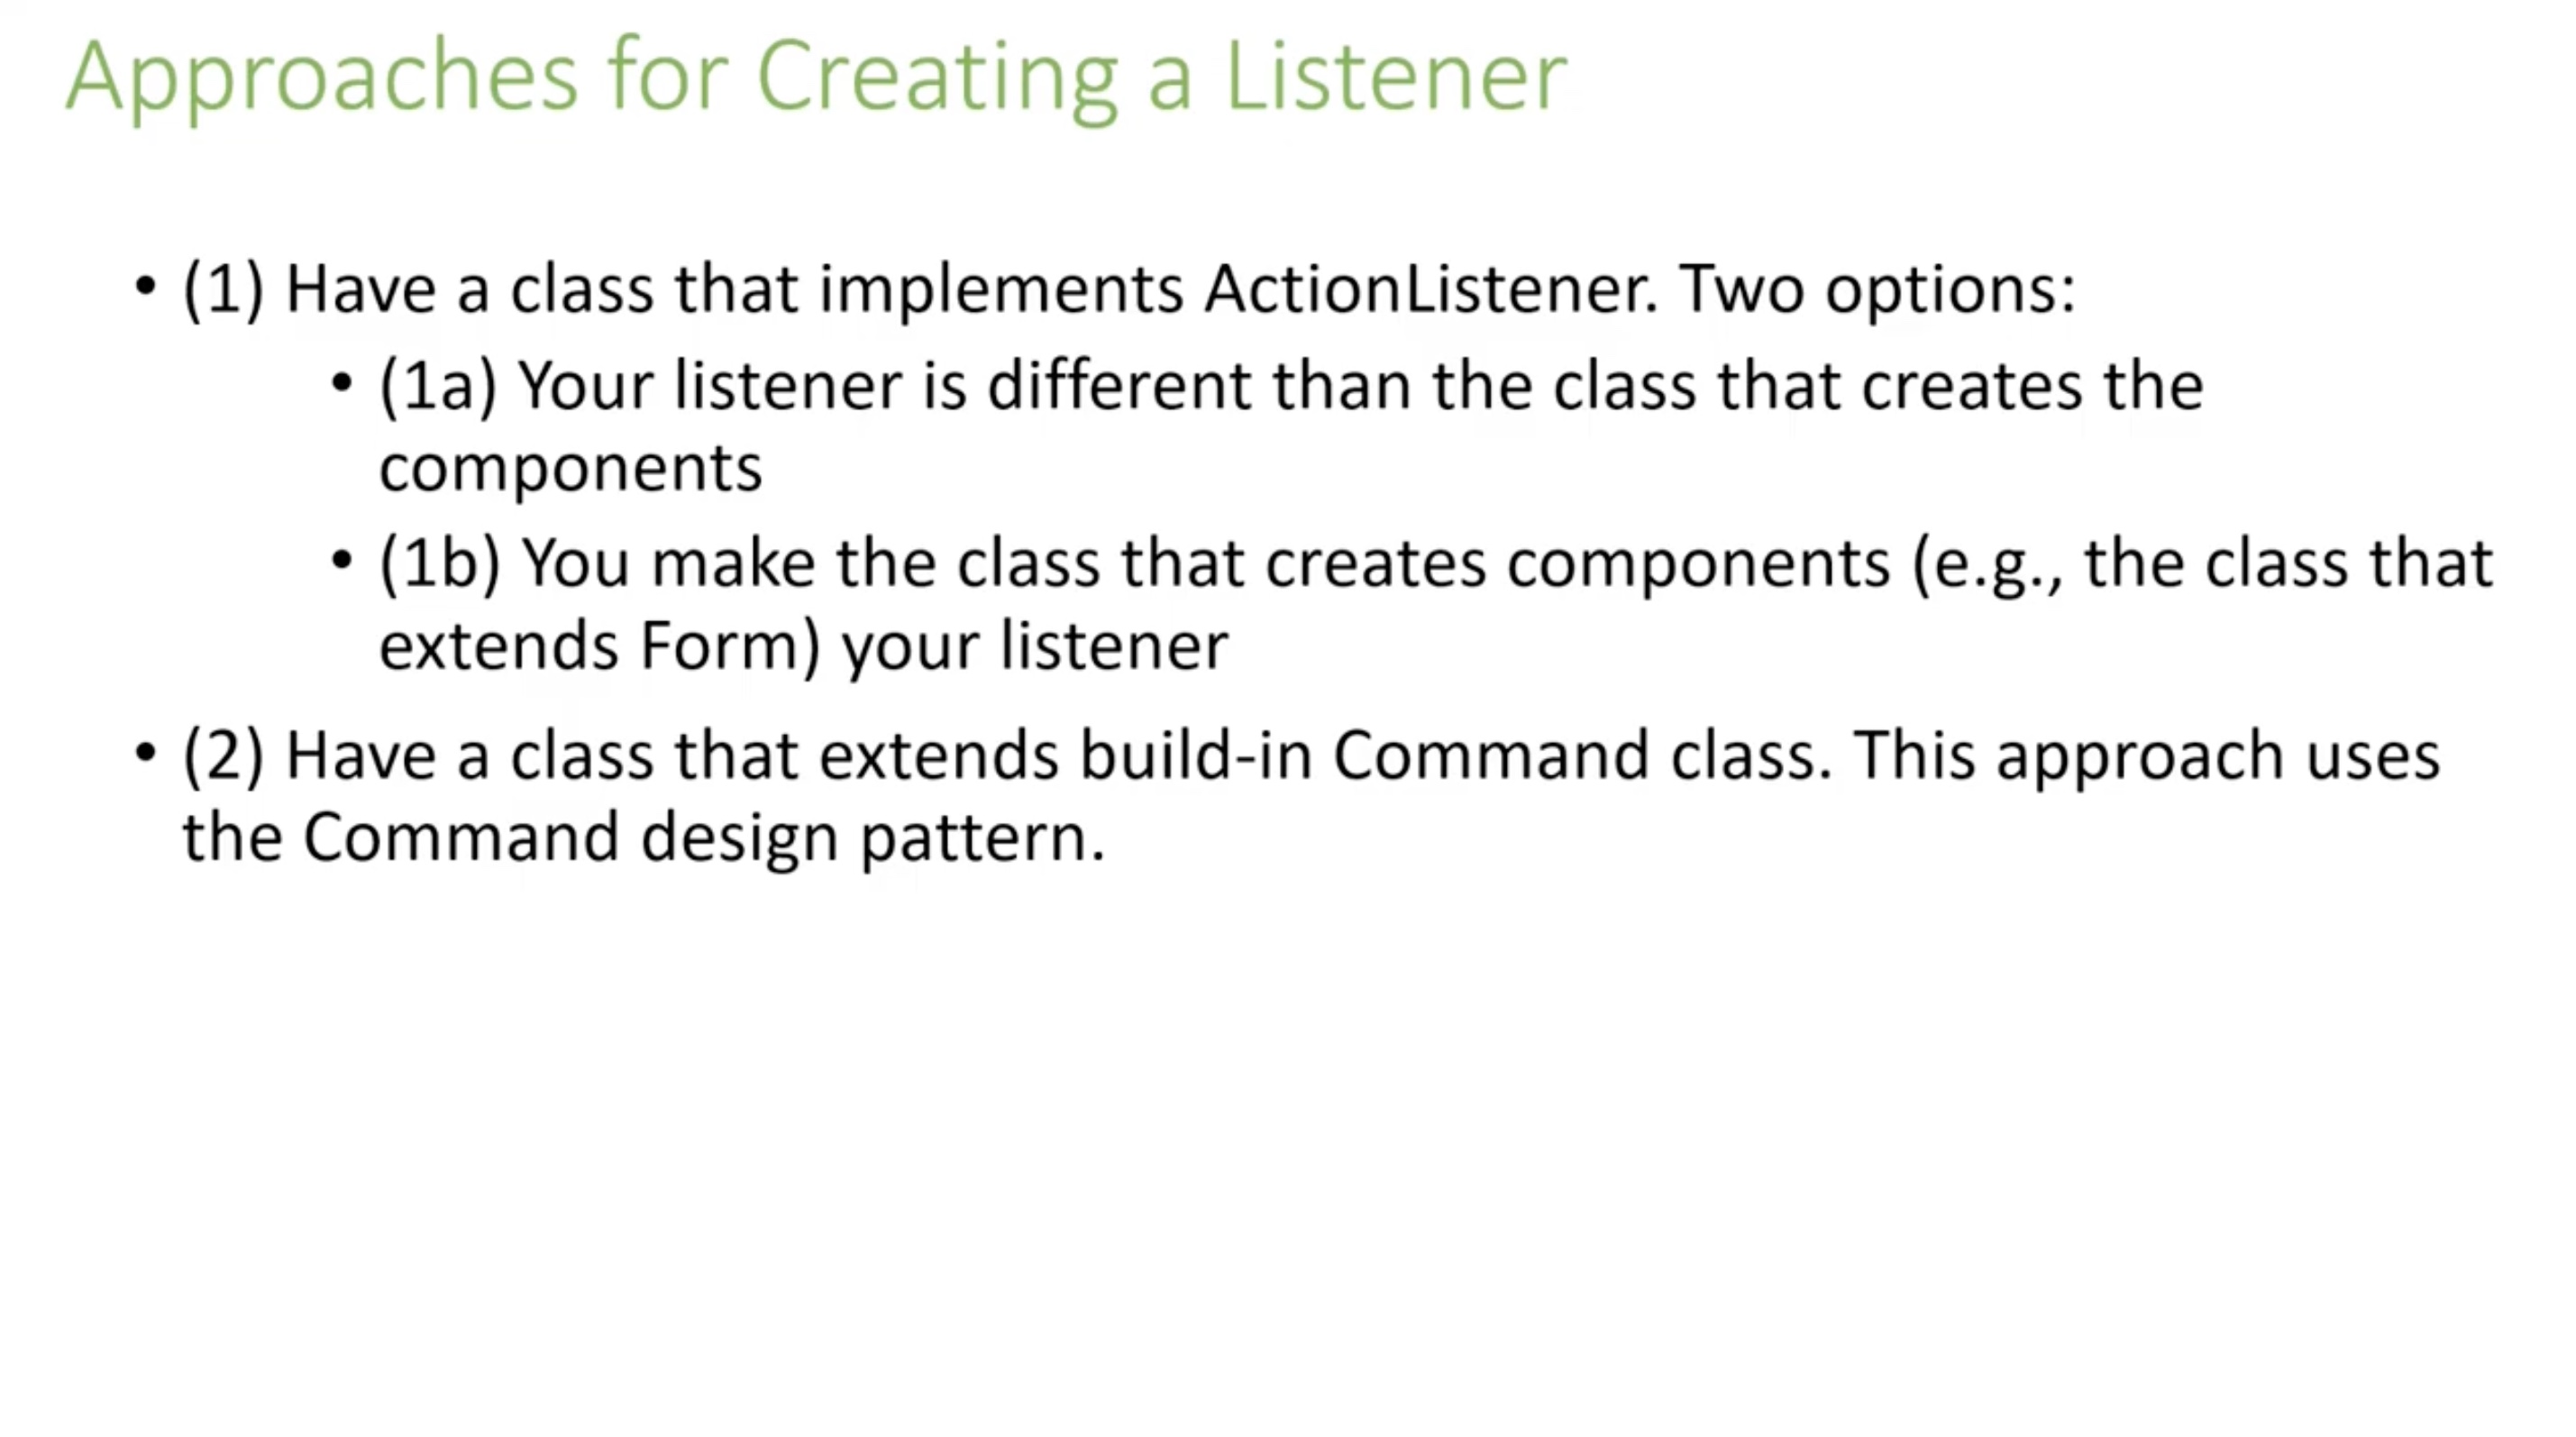 Approaches for Creating a Listener
• (1) Have a class that implements ActionListener. Two options:
• (1a) Your listener is different than the class that creates the
components
• (1b) You make the class that creates components (e.g., the class that
extends Form) your listener
• (2) Have a class that extends build-in Command class. This approach uses
the Command design pattern.